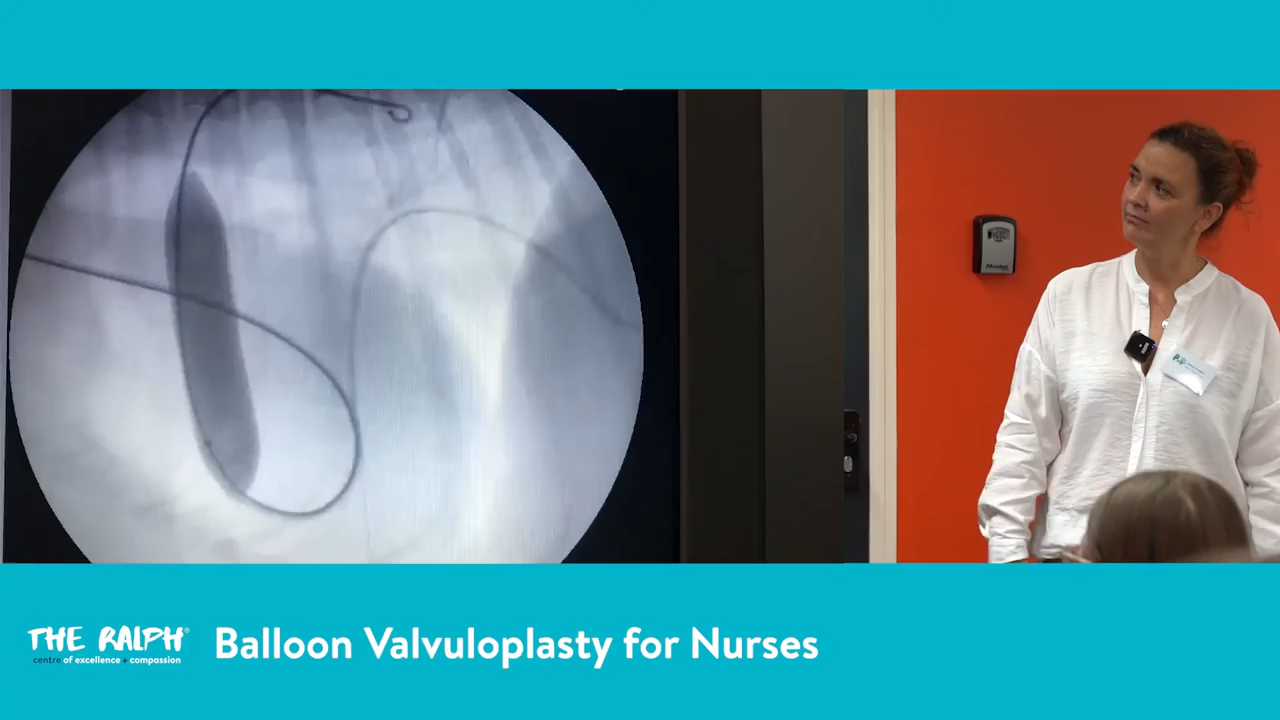 THE RALPH®
centre of excellence + compassion
Balloon Valvuloplasty for Nurses